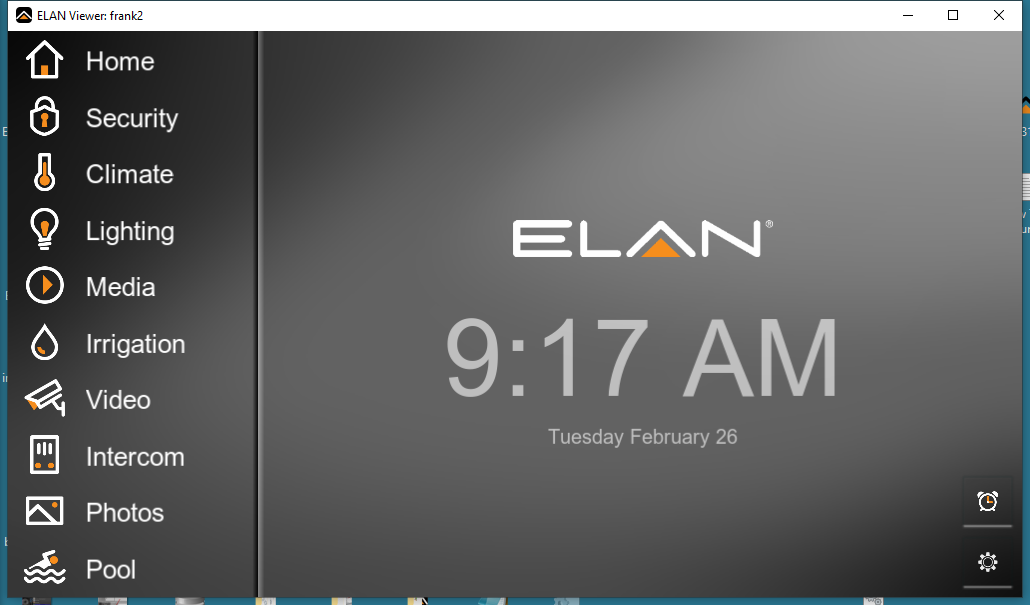 ELAN Viewer: frank2
Home
Security
Climate
Lighting
Media
Irrigation
Video
Intercom
Photos
Pool
ELAN®
9:17 AM
Tuesday February 26